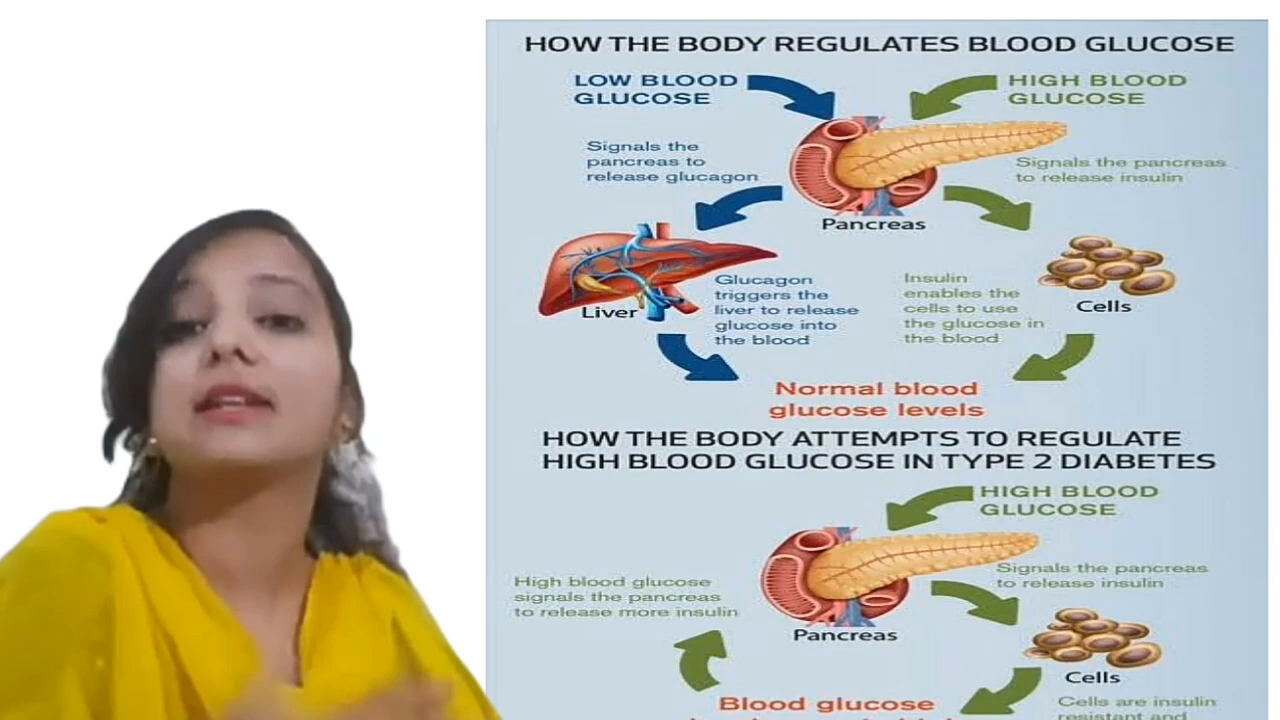 HOW THE BODY REGULATES BLOOD GLUCOSE
LOW BLOOD
GLUCOSE
HIGH BLOOD
GLUCOSE
Signals the
pancreas to
release glucagon
Signals the pancreas
to release insulin
Pancreas
Liver
Glucagon
triggers the
liver to release
glucose into
the blood
Insulin
enables the
cells to use
the glucose in
the blood
Cells
Normal blood
glucose levels
HOW THE BODY ATTEMPTS TO REGULATE
HIGH BLOOD GLUCOSE IN TYPE 2 DIABETES
HIGH BLOOD
GLUCOSE
Signals the pancreas
to release insulin
High blood glucose
signals the pancreas
to release more insulin
Pancreas
Cells
Blood glucose
Cells are insulin
resistant and